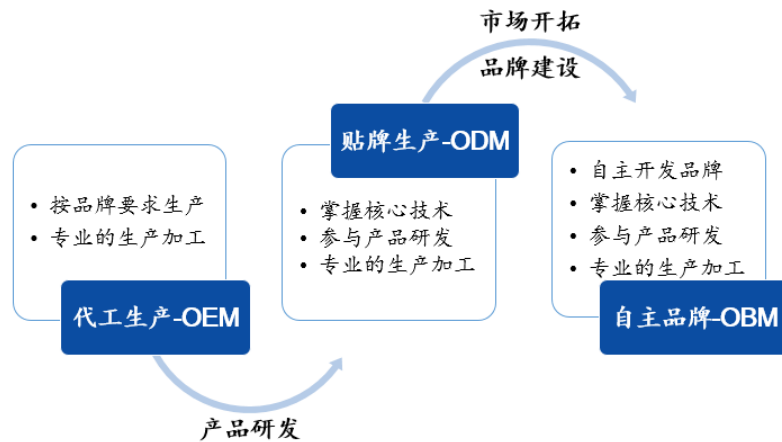 市场开拓
品牌建设
贴牌生产-ODM
• 按品牌要求生产
• 专业的生产加工
代工生产-OEM
• 掌握核心技术
• 参与产品研发
• 专业的生产加工
• 自主开发品牌
• 掌握核心技术
• 参与产品研发
• 专业的生产加工
自主品牌-OBM
产品研发